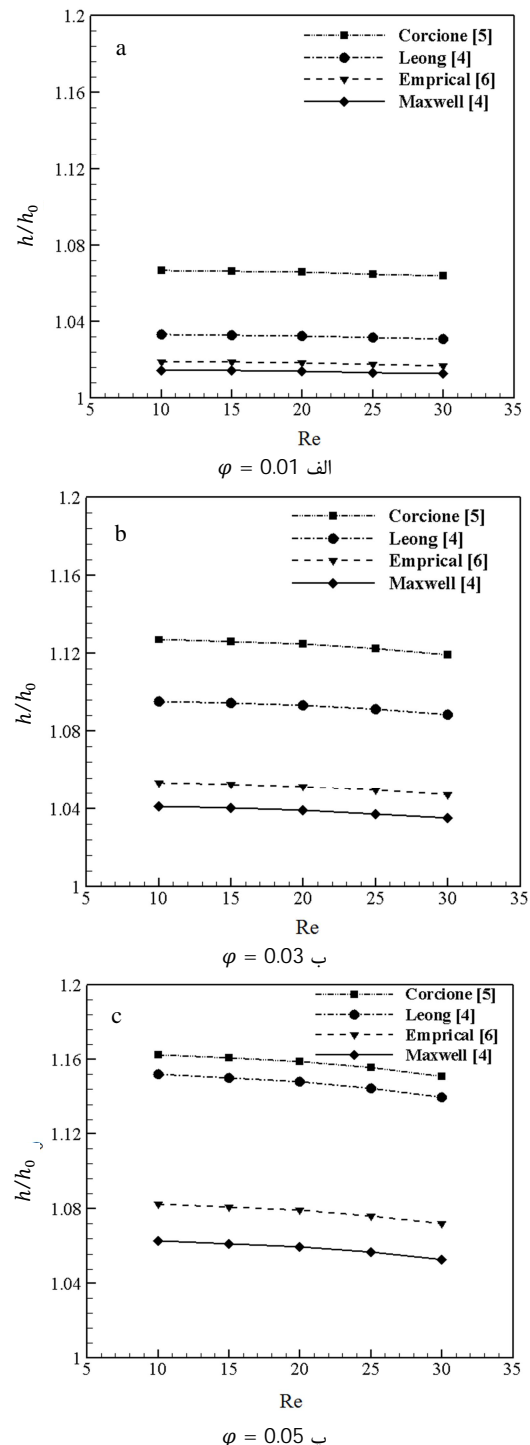 1.2
a
Corcione [5]
Leong [4]
Emprical [6]
Maxwell [4]
1.16
1.12
1.08
1.04
1
h/h₀
5 10 15 20 25 30 35
Re
الف φ = 0.01
1.2
b
Corcione [5]
Leong [4]
Emprical [6]
Maxwell [4]
1.16
1.12
1.08
1.04
1
h/h₀
5 10 15 20 25 30 35
Re
ب φ = 0.03
1.2
c
Corcione [5]
Leong [4]
Emprical [6]
Maxwell [4]
1.16
1.12
1.08
1.04
1
h/h₀
5 10 15 20 25 30 35
Re
ب φ = 0.05